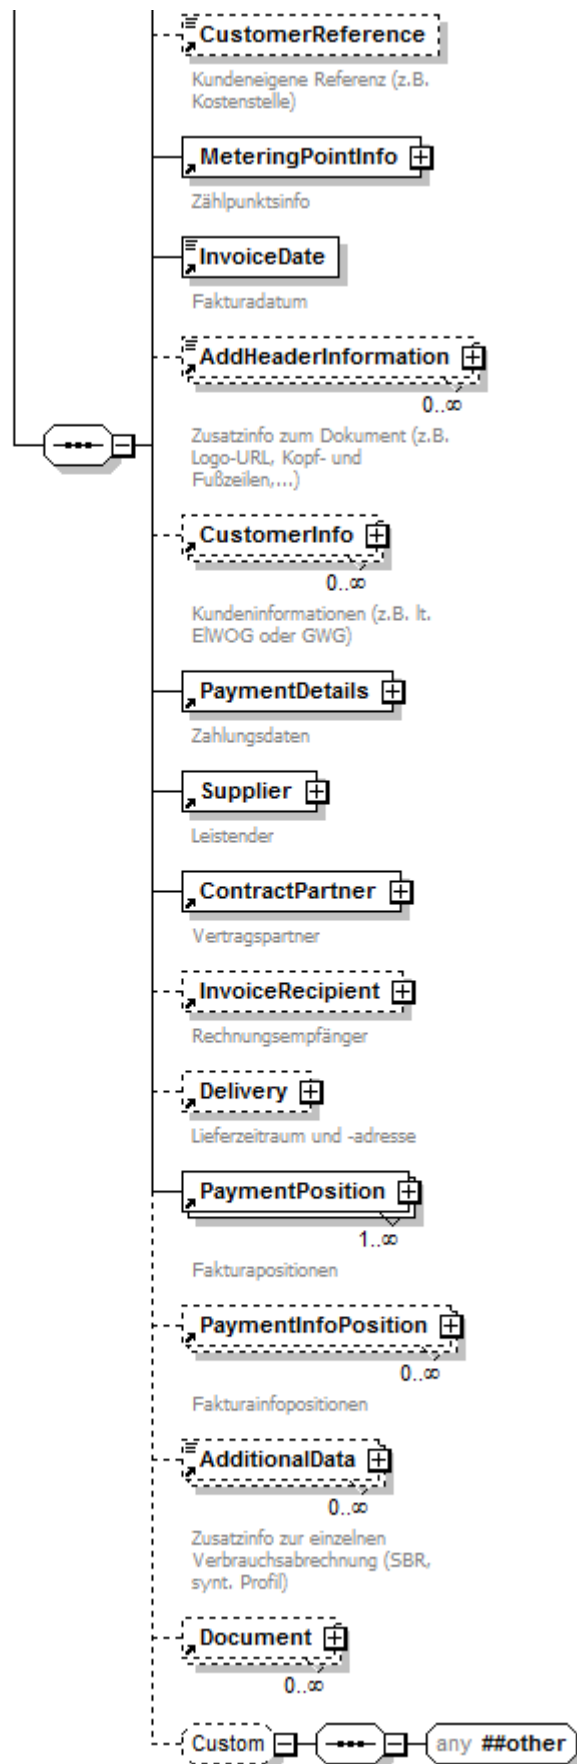 CustomerReference
Kundeneigene Referenz (z.B.
Kostenstelle)
MeteringPointInfo
Zählpunktsinfo
InvoiceDate
Fakturadatum
AddHeaderInformation
0..∞
Zusatzinfo zum Dokument (z.B.
Logo-URL, Kopf- und
Fußzeilen,...)
CustomerInfo
0..∞
Kundeninformationen (z.B. lt.
ElWOG oder GWG)
PaymentDetails
Zahlungsdaten
Supplier
Leistender
ContractPartner
Vertragspartner
InvoiceRecipient
Rechnungsempfänger
Delivery
Lieferzeitraum und -adresse
PaymentPosition
1..∞
Fakturapositionen
PaymentInfoPosition
0..∞
Fakturainfopositionen
AdditionalData
0..∞
Zusatzinfo zur einzelnen
Verbrauchsabrechnung (SBR,
synt. Profil)
Document
0..∞
Custom any ##other